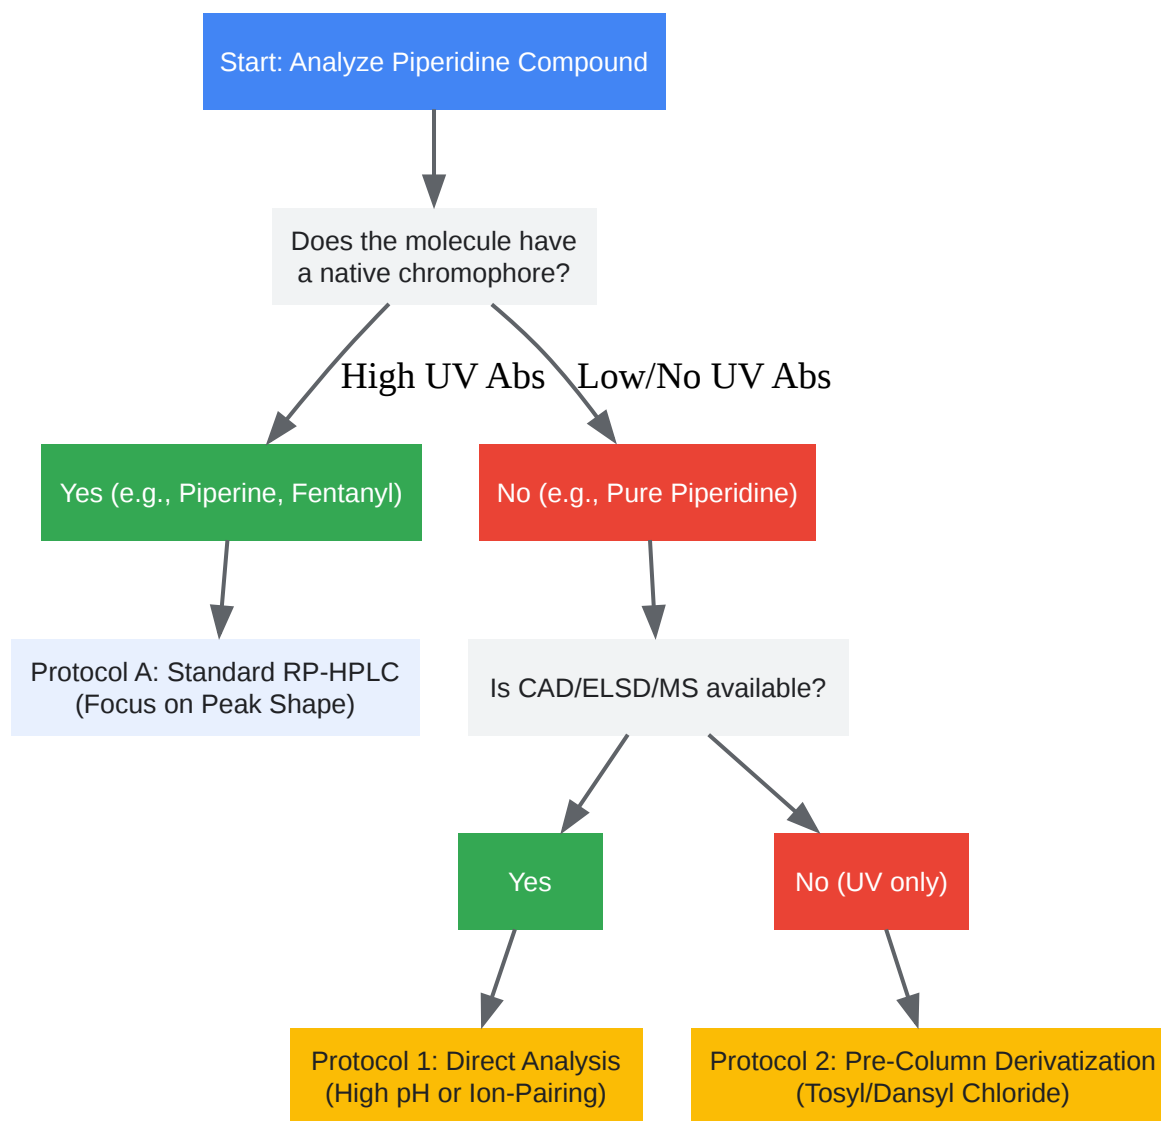 Start: Analyze Piperidine Compound
Does the molecule have
a native chromophore?
High UV Abs
Low/No UV Abs
Yes (e.g., Piperine, Fentanyl)
No (e.g., Pure Piperidine)
Protocol A: Standard RP-HPLC
(Focus on Peak Shape)
Is CAD/ELSD/MS available?
Yes
No (UV only)
Protocol 1: Direct Analysis
(High pH or Ion-Pairing)
Protocol 2: Pre-Column Derivatization
(Tosyl/Dansyl Chloride)